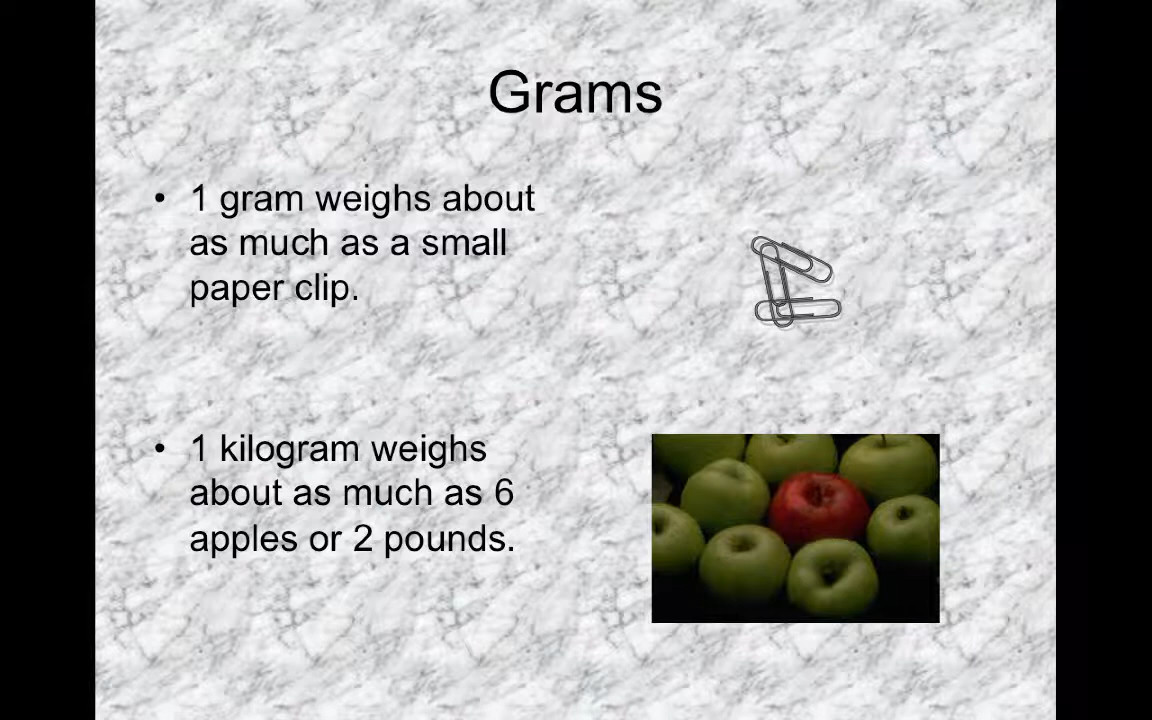 Grams
• 1 gram weighs about
as much as a small
paper clip.
• 1 kilogram weighs
about as much as 6
apples or 2 pounds.